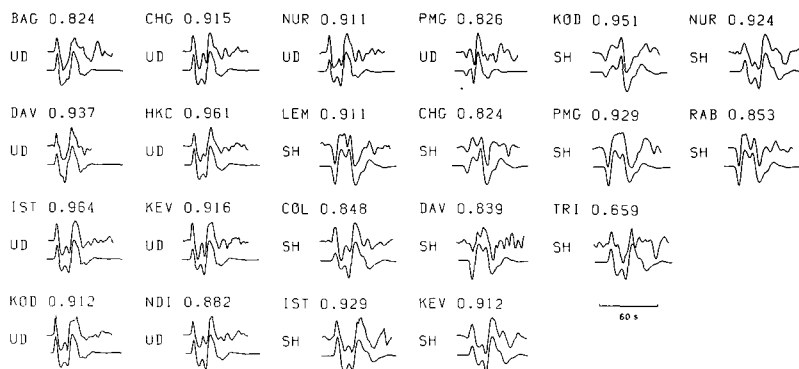 BAG 0.824 CHG 0.915 NUR 0.911 PMG 0.826 KØD 0.951 NUR 0.924
UD UD UD UD SH SH
DAV 0.937 HKC 0.961 LEM 0.911 CHG 0.824 PMG 0.929 RAB 0.853
UD UD SH SH SH SH
IST 0.964 KEV 0.916 CØL 0.848 DAV 0.839 TRI 0.659
UD UD SH SH SH
KØD 0.912 NDI 0.882 IST 0.929 KEV 0.912
60 s
UD UD SH SH